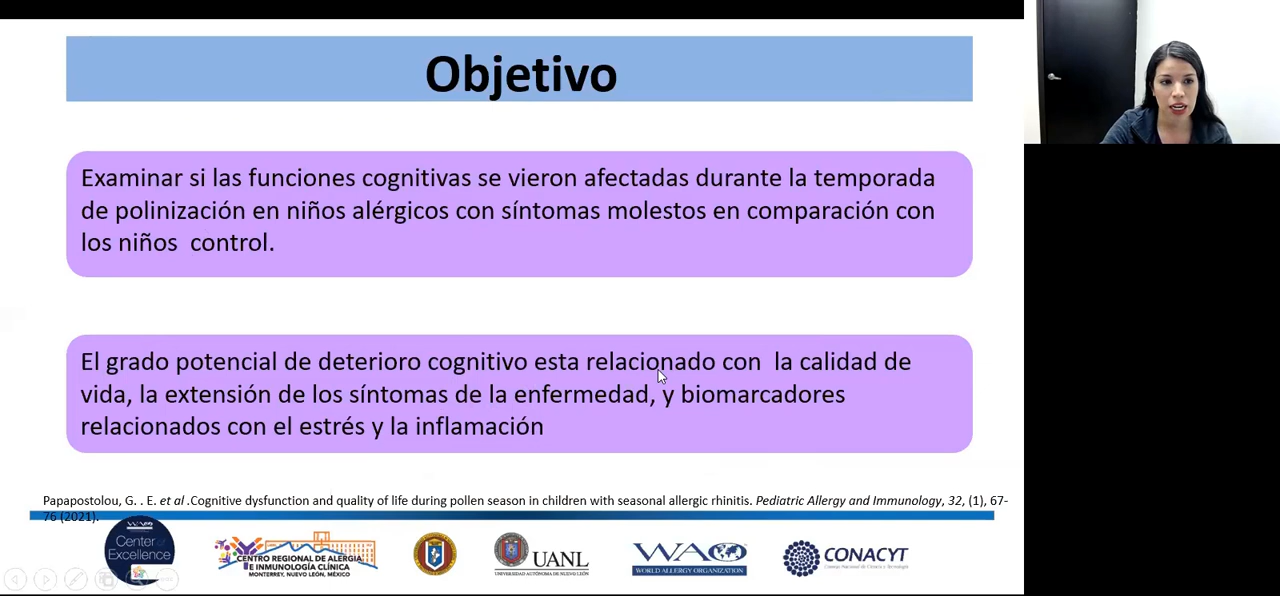 Objetivo
Examinar si las funciones cognitivas se vieron afectadas durante la temporada
de polinización en niños alérgicos con síntomas molestos en comparación con
los niños control.
El grado potencial de deterioro cognitivo esta relacionado con la calidad de
vida, la extensión de los síntomas de la enfermedad, y biomarcadores
relacionados con el estrés y la inflamación
Papapostolou, G. . E. et al .Cognitive dysfunction and quality of life during pollen season in children with seasonal allergic rhinitis. Pediatric Allergy and Immunology, 32, (1), 67-
76 (2021).
WAO
Center of
Excellence
CENTRO REGIONAL DE ALERGIA
E INMUNOLOGÍA CLÍNICA
MONTERREY, NUEVO LEÓN, MÉXICO
UANL
UNIVERSIDAD AUTÓNOMA DE NUEVO LEÓN
WAO
WORLD ALLERGY ORGANIZATION
CONACYT
Consejo Nacional de Ciencia y Tecnología